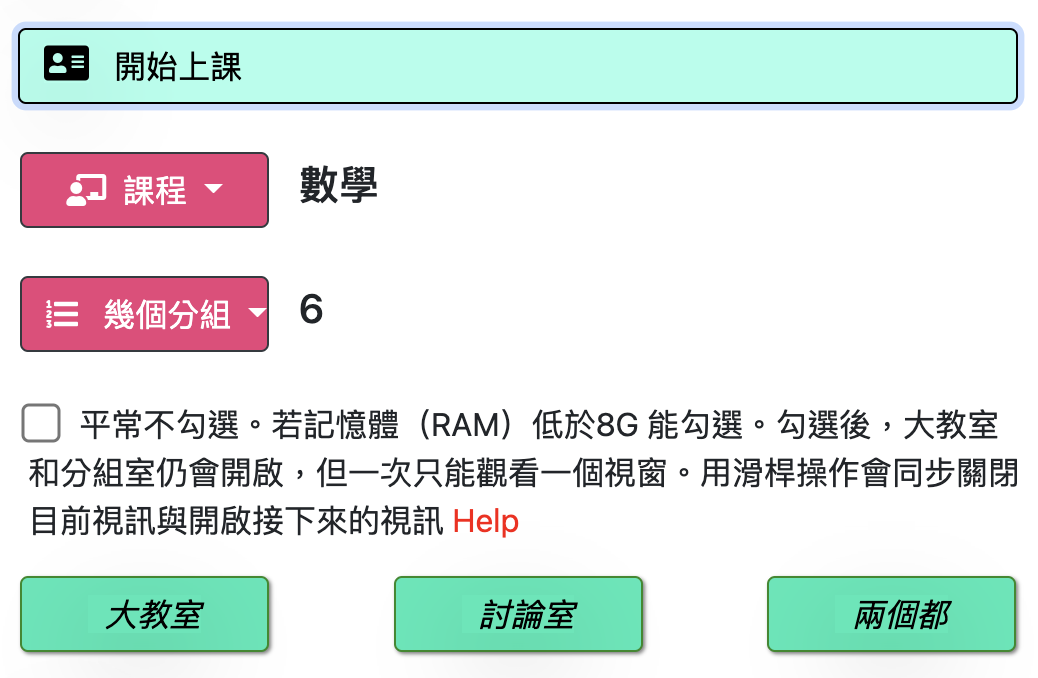 開始上課
課程 數學
幾個分組 6
平常不勾選。若記憶體（RAM）低於8G 能勾選。勾選後，大教室
和分組室仍會開啟，但一次只能觀看一個視窗。用滑桿操作會同步關閉
目前視訊與開啟接下來的視訊 Help
大教室 討論室 兩個都